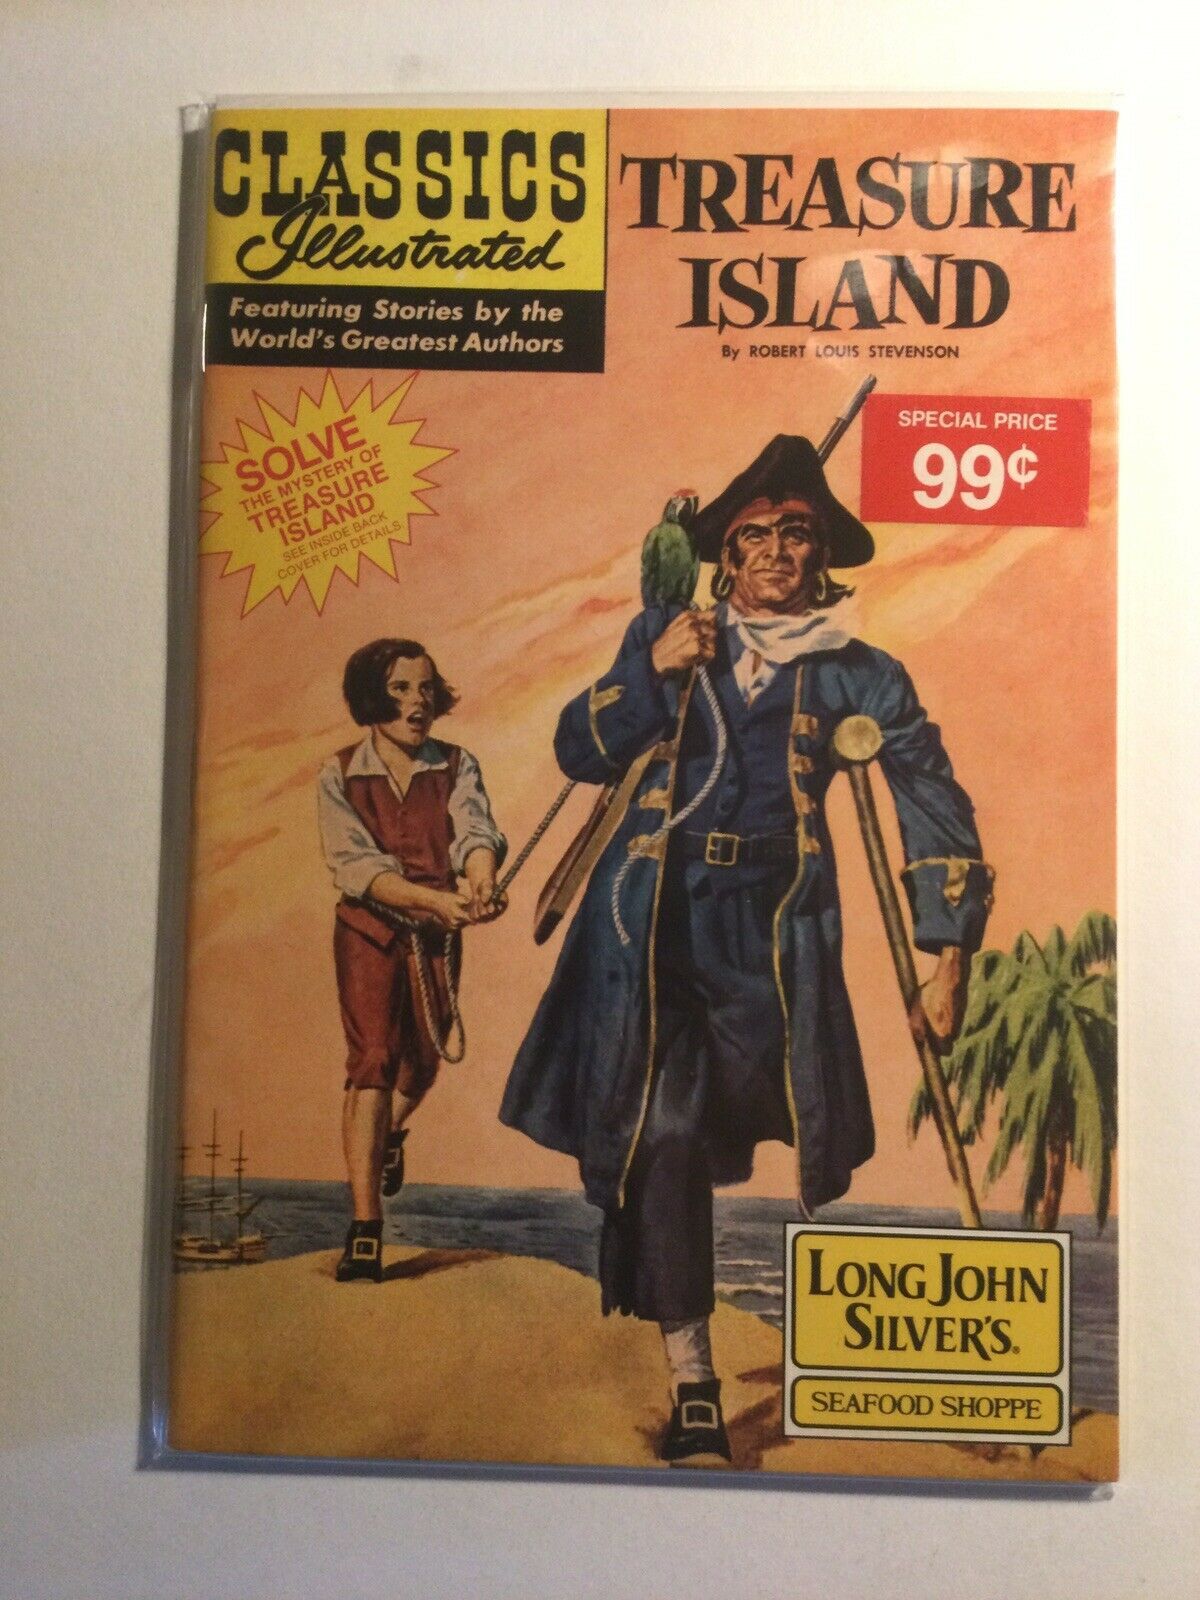 CLASSICS
Illustrated
Featuring Stories by the
World's Greatest Authors
TREASURE
ISLAND
By ROBERT LOUIS STEVENSON
SPECIAL PRICE
99¢
SOLVE
THE MYSTERY OF
TREASURE
ISLAND
SEE INSIDE BACK
COVER FOR DETAILS
LONG JOHN
SILVER'S®
SEAFOOD SHOPPE